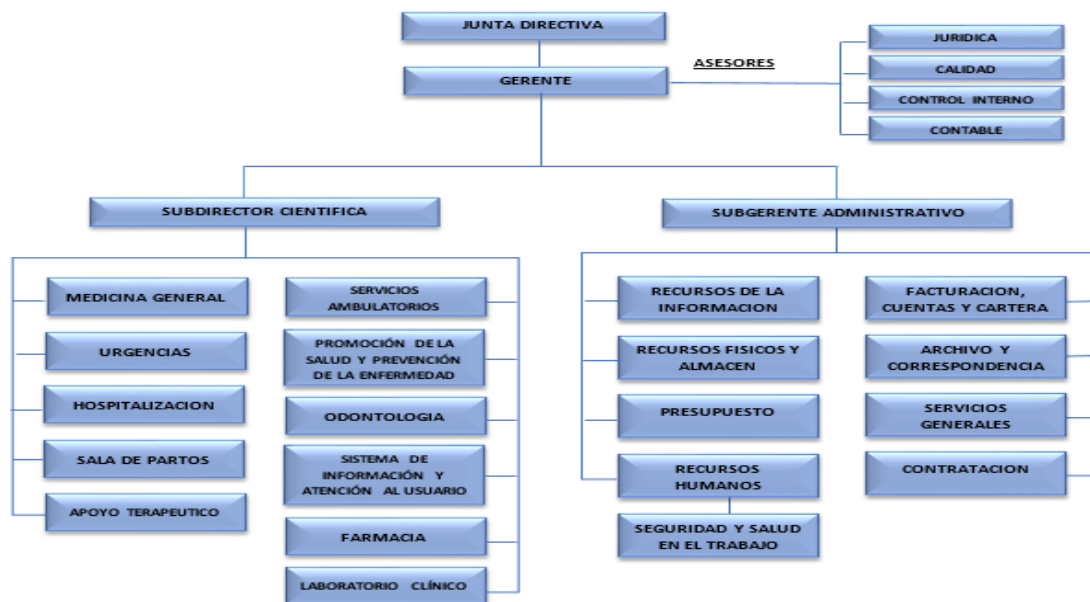 JUNTA DIRECTIVA
GERENTE
ASESORES
JURIDICA
CALIDAD
CONTROL INTERNO
CONTABLE
SUBDIRECTOR CIENTIFICA
MEDICINA GENERAL
URGENCIAS
HOSPITALIZACION
SALA DE PARTOS
APOYO TERAPEUTICO
SERVICIOS
AMBULATORIOS
PROMOCIÓN DE LA
SALUD Y PREVENCIÓN
DE LA ENFERMEDAD
ODONTOLOGIA
SISTEMA DE
INFORMACIÓN Y
ATENCIÓN AL USUARIO
FARMACIA
LABORATORIO CLÍNICO
SUBGERENTE ADMINISTRATIVO
RECURSOS DE LA
INFORMACION
RECURSOS FISICOS Y
ALMACEN
PRESUPUESTO
RECURSOS
HUMANOS
SEGURIDAD Y SALUD
EN EL TRABAJO
FACTURACION,
CUENTAS Y CARTERA
ARCHIVO Y
CORRESPONDENCIA
SERVICIOS
GENERALES
CONTRATACION